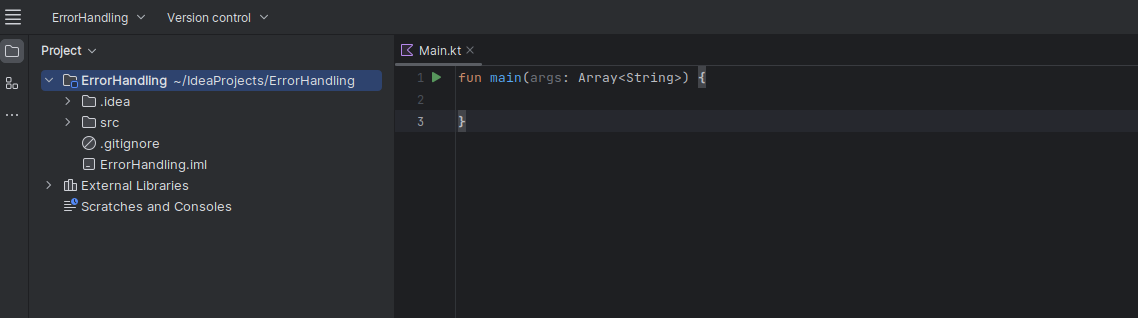 ErrorHandling Version control
Project
ErrorHandling ~/IdeaProjects/ErrorHandling
.idea
src
.gitignore
ErrorHandling.iml
External Libraries
Scratches and Consoles
Main.kt
1 fun main(args: Array<String>) {
2
3 }